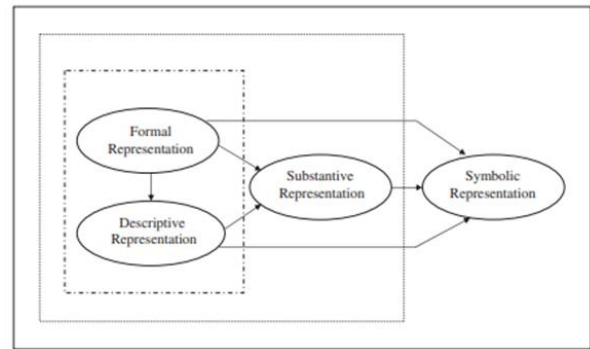 Formal
Representation
Descriptive
Representation
Substantive
Representation
Symbolic
Representation